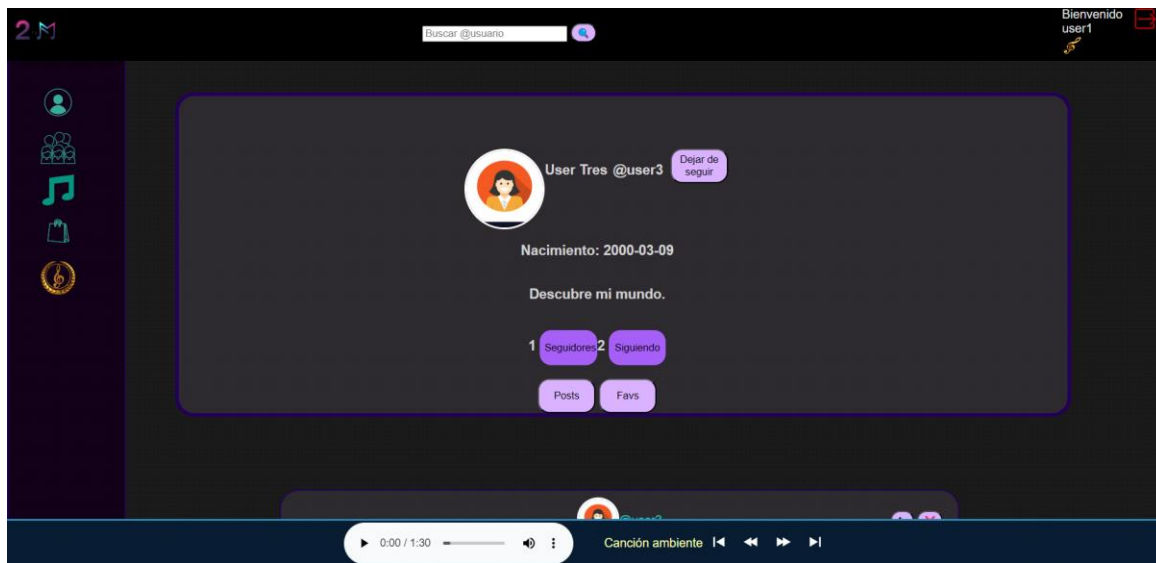 2M
Buscar @usuario
Bienvenido
user1
User Tres @user3
Dejar de
seguir
Nacimiento: 2000-03-09
Descubre mi mundo.
1 Seguidores 2 Siguiendo
Posts Favs
0:00 / 1:30
Canción ambiente